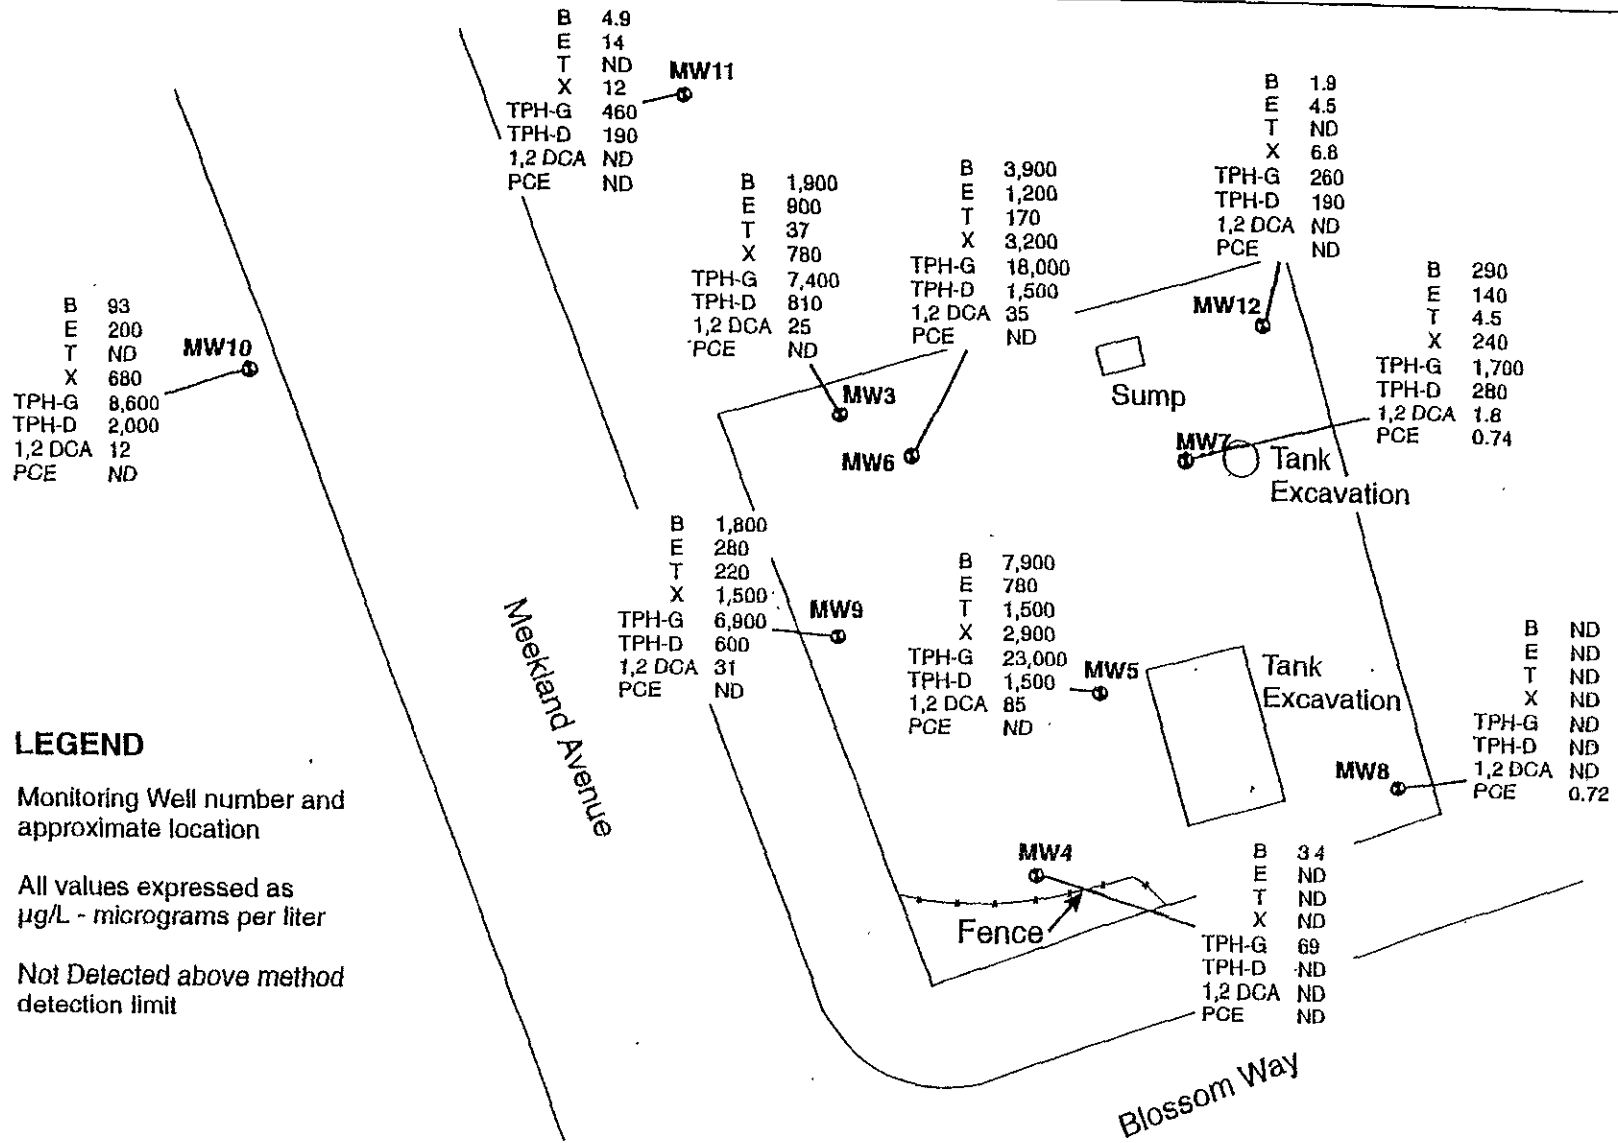 B 4.9
E 14
T ND
X 12
TPH-G 460
TPH-D 190
1,2 DCA ND
PCE ND
MW11
B 1.9
E 4.5
T ND
X 6.8
TPH-G 260
TPH-D 190
1,2 DCA ND
PCE ND
MW12
B 1,900
E 900
T 37
X 780
TPH-G 7,400
TPH-D 810
1,2 DCA 25
PCE ND
MW3
B 3,900
E 1,200
T 170
X 3,200
TPH-G 18,000
TPH-D 1,500
1,2 DCA 35
PCE ND
MW6
B 290
E 140
T 4.5
X 240
TPH-G 1,700
TPH-D 280
1,2 DCA 1.8
PCE 0.74
MW7
B 93
E 200
T ND
X 680
TPH-G 8,600
TPH-D 2,000
1,2 DCA 12
PCE ND
MW10
Sump
Tank
Excavation
B 1,800
E 280
T 220
X 1,500
TPH-G 6,900
TPH-D 600
1,2 DCA 31
PCE ND
MW9
B 7,900
E 780
T 1,500
X 2,900
TPH-G 23,000
TPH-D 1,500
1,2 DCA 85
PCE ND
MW5
Tank
Excavation
B ND
E ND
T ND
X ND
TPH-G ND
TPH-D ND
1,2 DCA ND
PCE 0.72
MW8
Meekland Avenue
LEGEND
Monitoring Well number and
approximate location
All values expressed as
µg/L - micrograms per liter
Not Detected above method
detection limit
MW4
B 3 4
E ND
T ND
X ND
TPH-G 69
TPH-D ND
1,2 DCA ND
PCE ND
Fence
Blossom Way